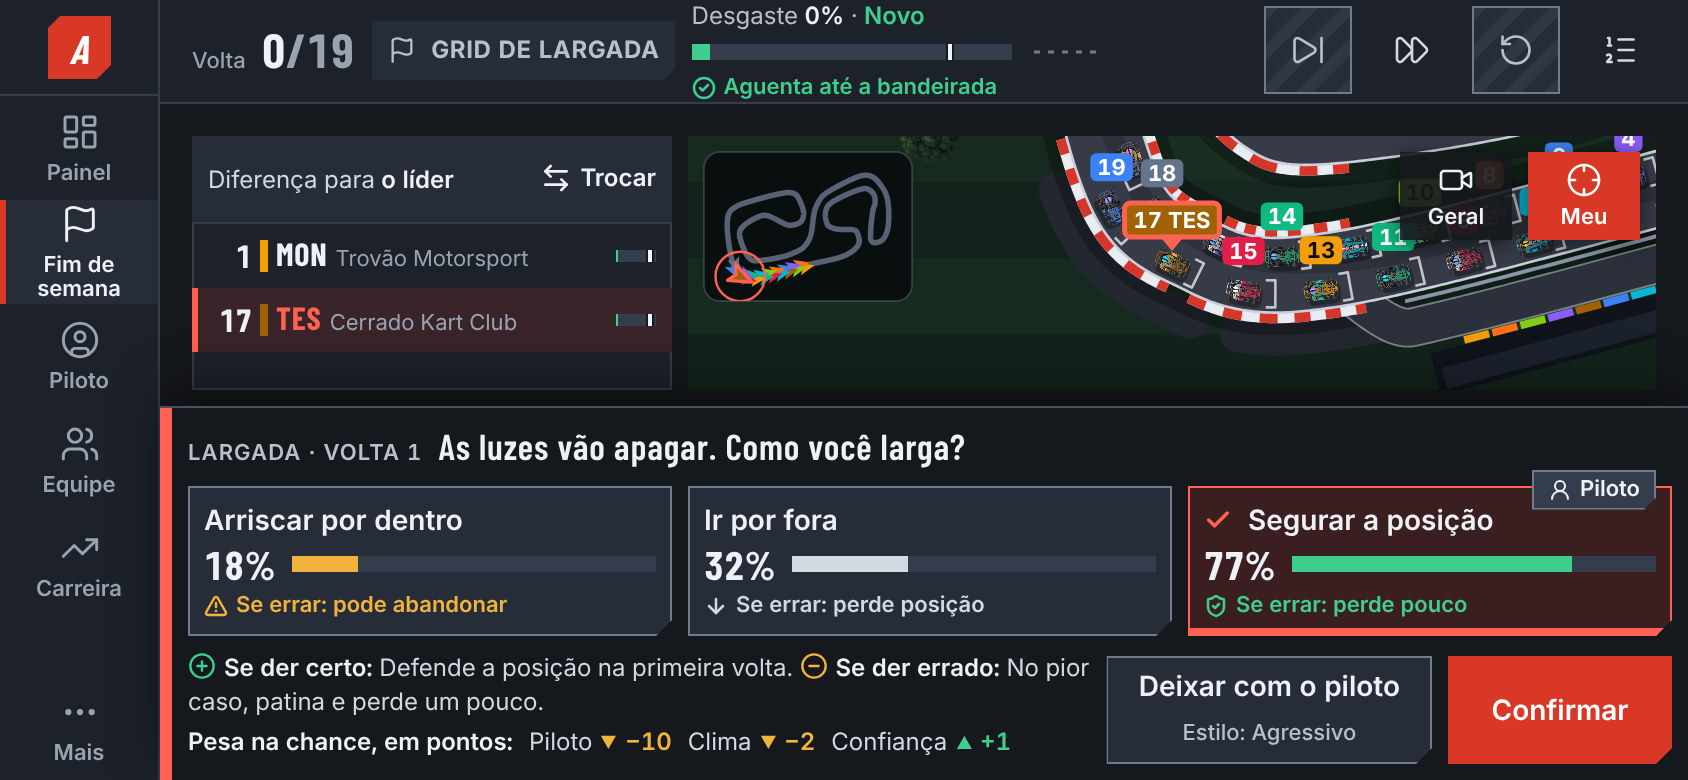 A
Painel
Fim de
semana
Piloto
Equipe
Carreira
Mais
Volta 0/19
GRID DE LARGADA
Desgaste 0% · Novo
-----
Aguenta até a bandeirada
1
2
Diferença para o líder
Trocar
1 MON Trovão Motorsport
17 TES Cerrado Kart Club
19
18
17 TES
15
14
13
11
10
8
4
Geral
Meu
LARGADA · VOLTA 1 As luzes vão apagar. Como você larga?
Arriscar por dentro
18%
Se errar: pode abandonar
Ir por fora
32%
Se errar: perde posição
Piloto
Segurar a posição
77%
Se errar: perde pouco
Se der certo: Defende a posição na primeira volta. Se der errado: No pior
caso, patina e perde um pouco.
Pesa na chance, em pontos: Piloto ▼ −10 Clima ▼ −2 Confiança ▲ +1
Deixar com o piloto
Estilo: Agressivo
Confirmar